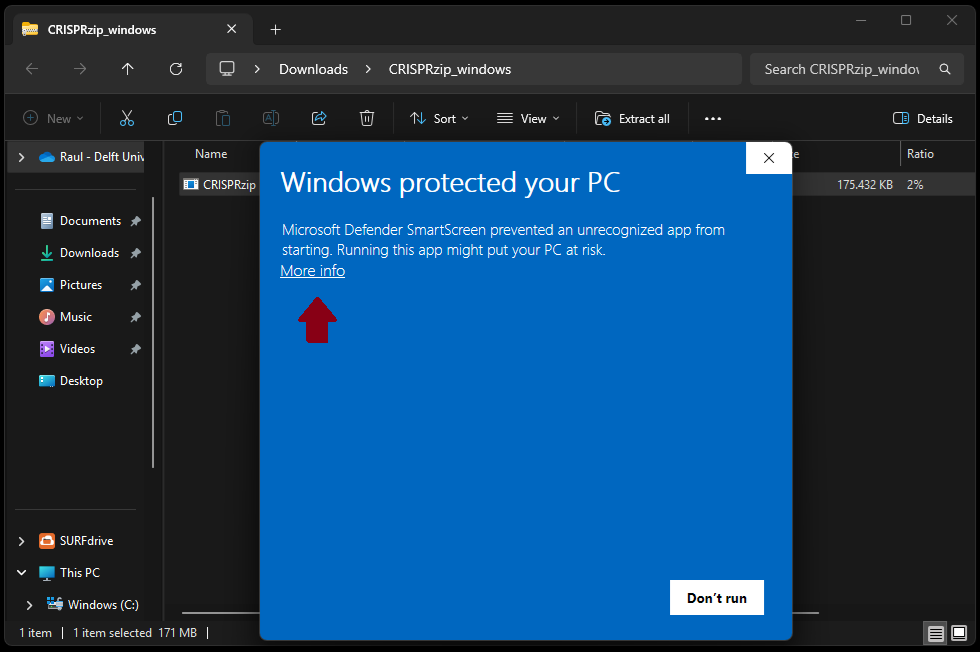 CRISPRzip_windows
Downloads > CRISPRzip_windows
Search CRISPRzip_windov
New
Sort
View
Extract all
Details
Raul - Delft Univ
Documents
Downloads
Pictures
Music
Videos
Desktop
SURFdrive
This PC
Windows (C:)
Name
Ratio
CRISPRzip
175.432 KB
2%
Windows protected your PC
Microsoft Defender SmartScreen prevented an unrecognized app from
starting. Running this app might put your PC at risk.
More info
Don't run
1 item
1 item selected 171 MB